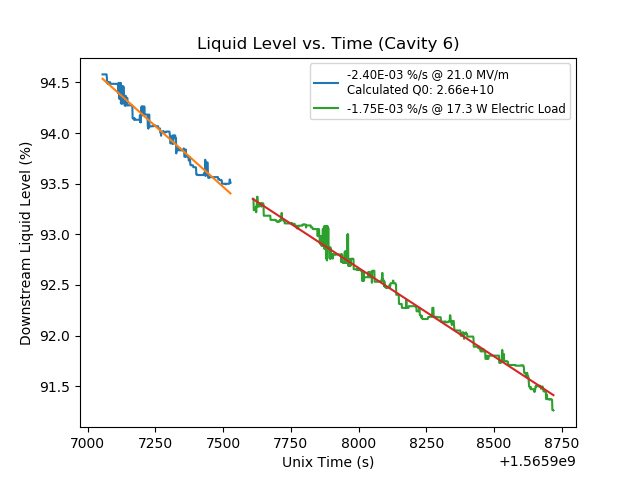 Liquid Level vs. Time (Cavity 6)
-2.40E-03 %/s @ 21.0 MV/m
Calculated Q0: 2.66e+10
-1.75E-03 %/s @ 17.3 W Electric Load
Downstream Liquid Level (%)
94.5
94.0
93.5
93.0
92.5
92.0
91.5
7000 7250 7500 7750 8000 8250 8500 8750
Unix Time (s)
+1.5659e9